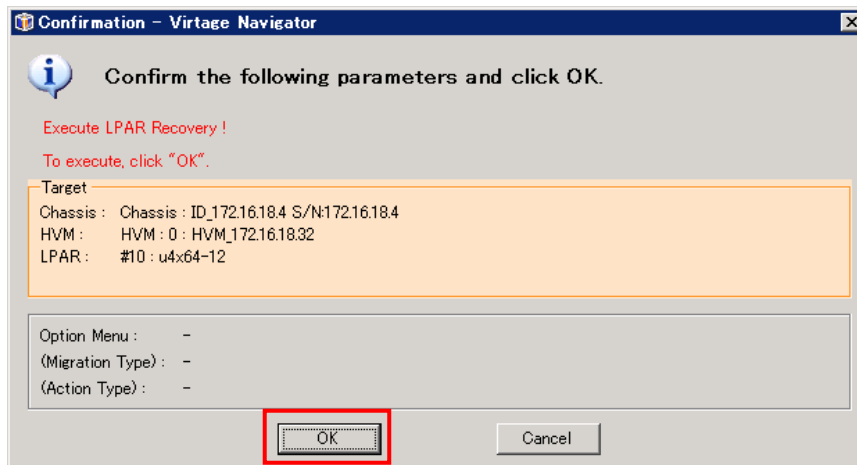 Confirmation - Virtage Navigator
Confirm the following parameters and click OK.
Execute LPAR Recovery !
To execute, click "OK".
Target
Chassis : Chassis : ID_172.16.18.4 S/N:172.16.18.4
HVM : HVM : 0 : HVM_172.16.18.32
LPAR : #10 : u4x64-12
Option Menu : -
(Migration Type) : -
(Action Type) : -
OK Cancel